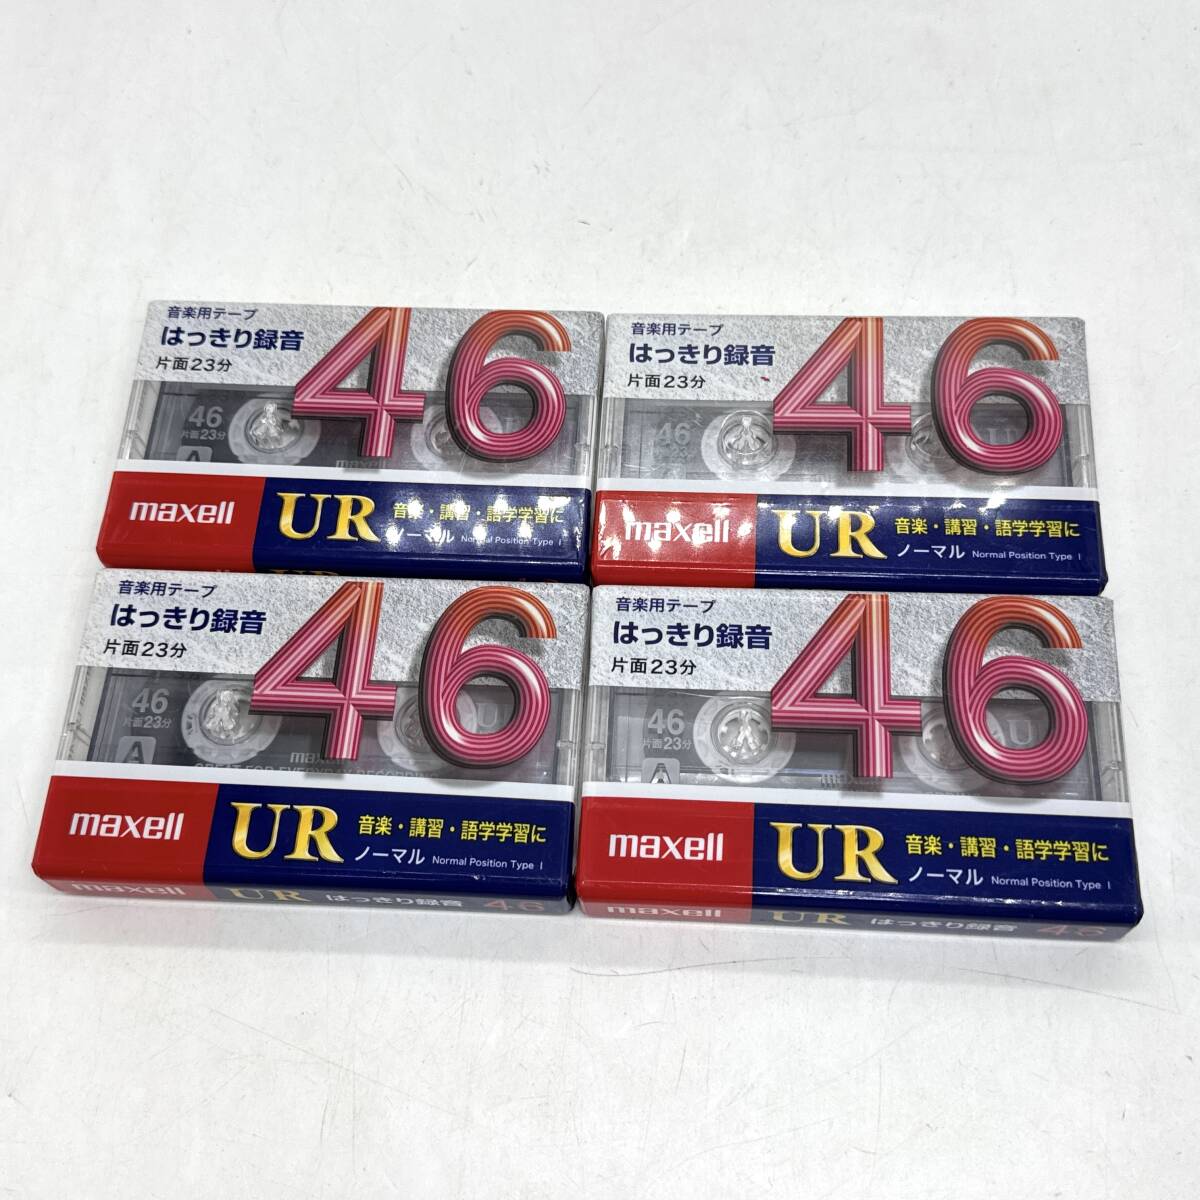 音楽用テープ
はっきり録音
片面23分
46
46
片面23分
A
maxell
maxell
UR
音楽・講習・語学学習に
ノーマル Normal Position Type I
音楽用テープ
はっきり録音
片面23分
46
46
片面23分
U
maxell
UR
音楽・講習・語学学習に
ノーマル Normal Position Type I
音楽用テープ
はっきり録音
片面23分
46
46
片面23分
A
U
maxell
UR
音楽・講習・語学学習に
ノーマル Normal Position Type I
maxell UR はっきり録音 46
音楽用テープ
はっきり録音
片面23分
46
46
片面23分
A
U
maxell
UR
音楽・講習・語学学習に
ノーマル Normal Position Type I
maxell UR はっきり録音 46